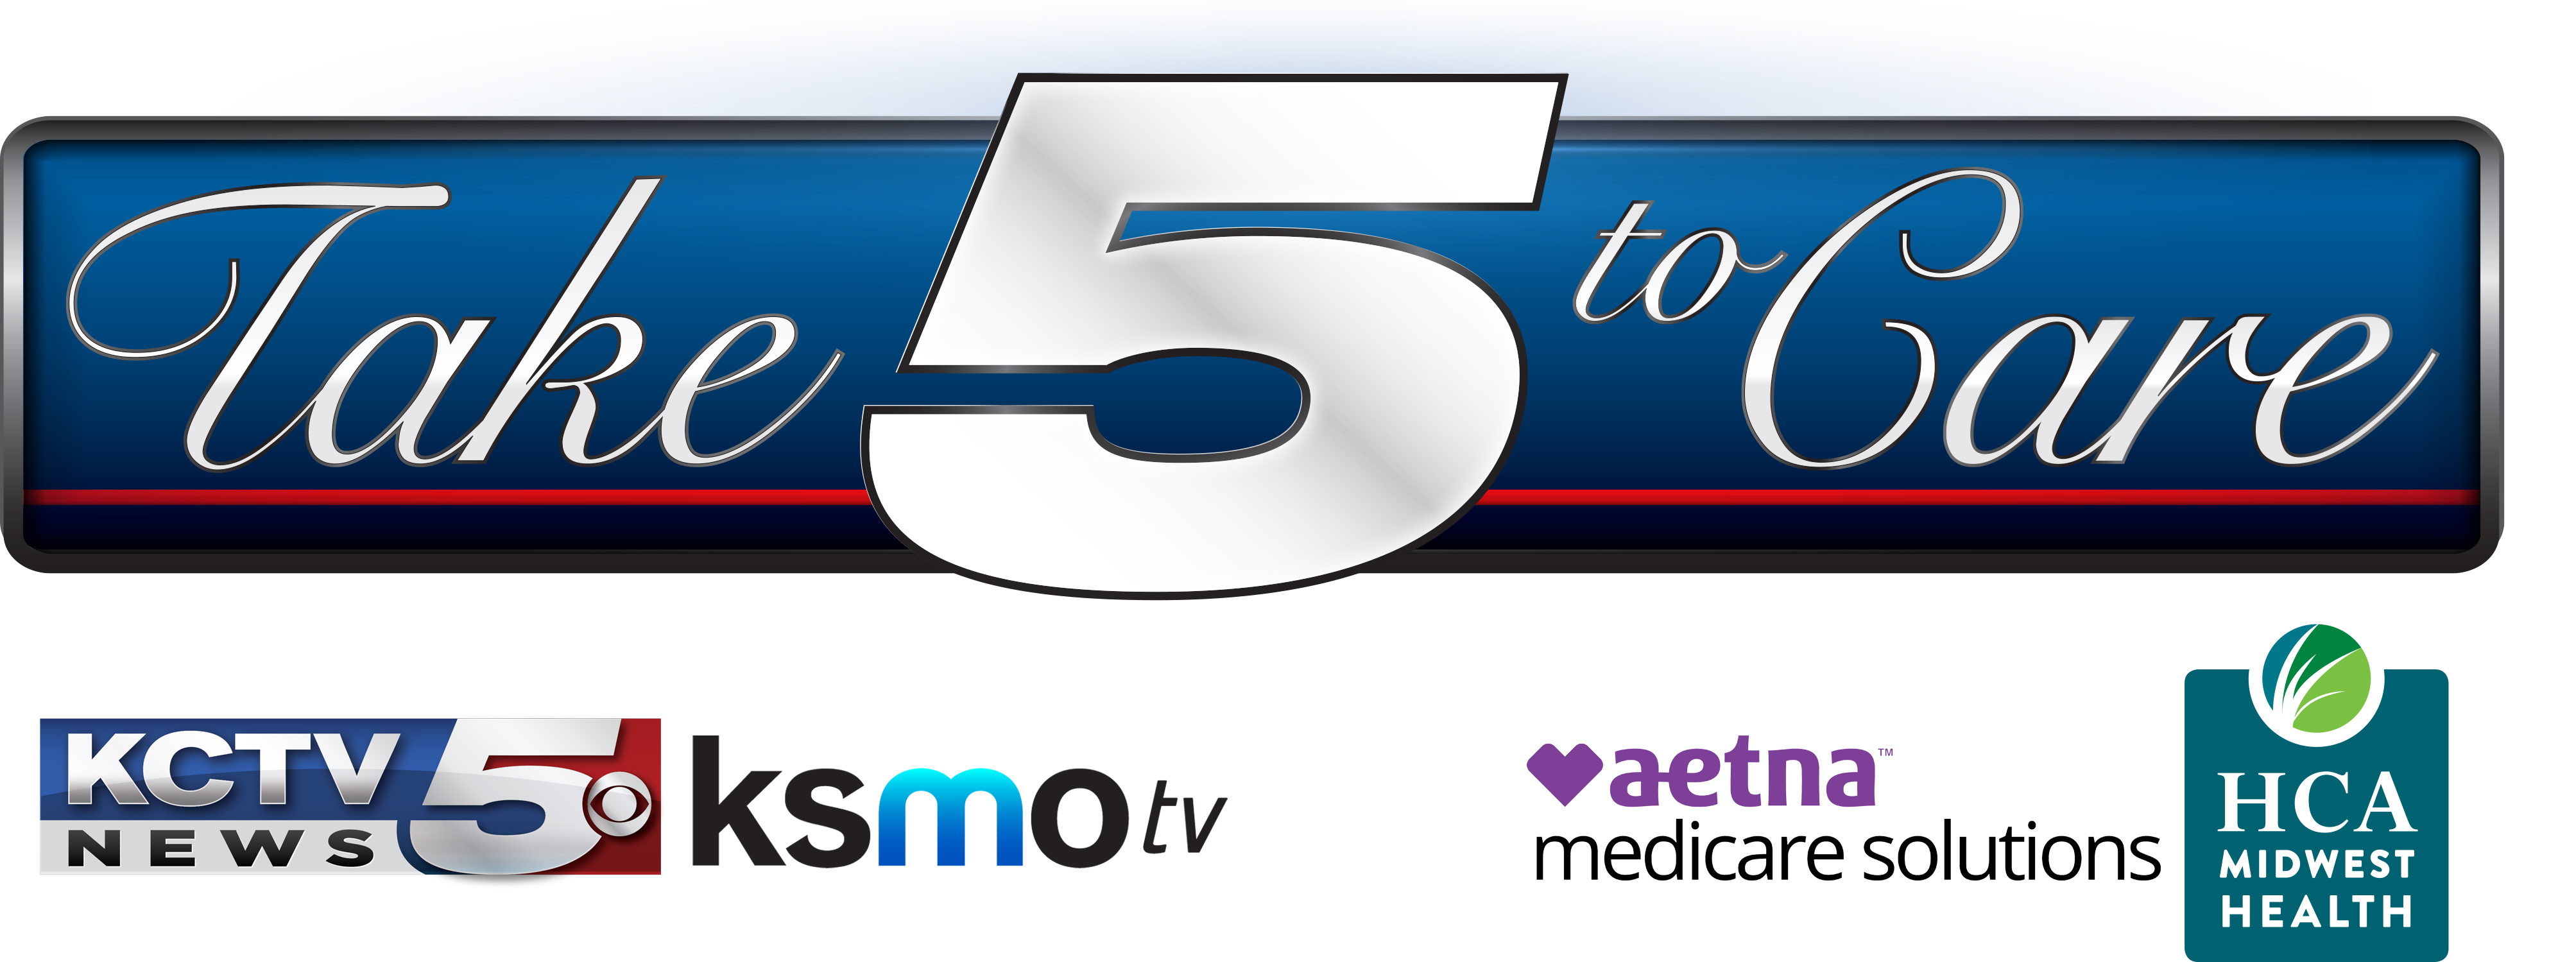 Take 5 to Care
KCTV 5
NEWS
ksmo tv
aetna™
medicare solutions
HCA
MIDWEST
HEALTH